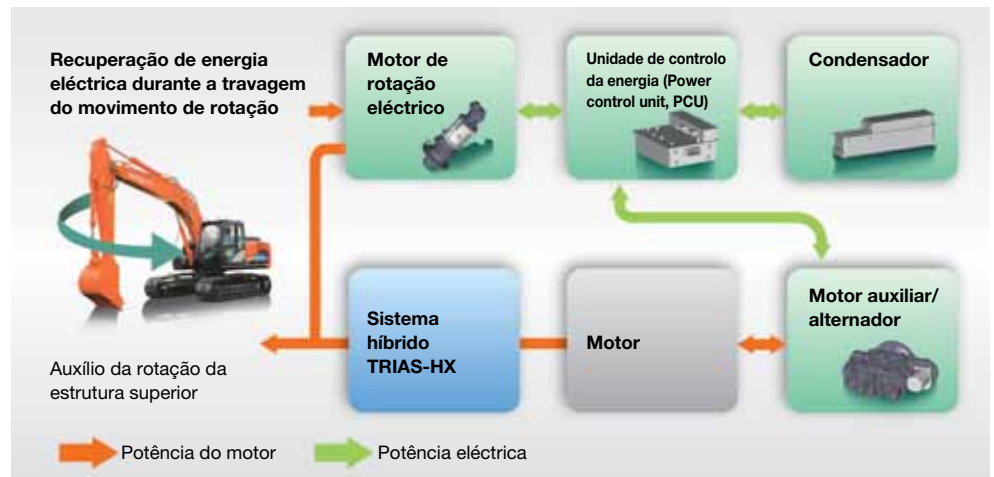 Recuperação de energia
eléctrica durante a travagem
do movimento de rotação
Motor de
rotação
eléctrico
Unidade de controlo
da energia (Power
control unit, PCU)
Condensador
Sistema
híbrido
TRIAS-HX
Motor
Motor auxiliar/
alternador
Auxílio da rotação da
estrutura superior
Potência do motor
Potência eléctrica